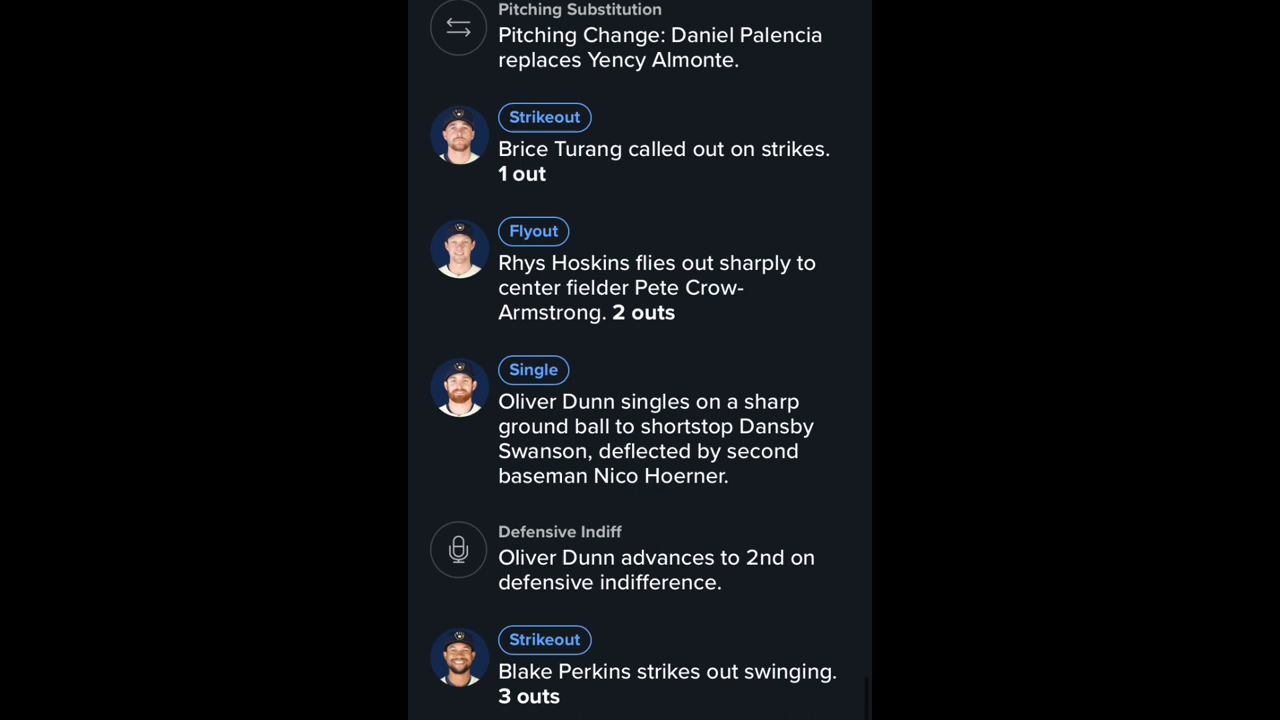 Pitching Substitution
Pitching Change: Daniel Palencia
replaces Yency Almonte.
Strikeout
Brice Turang called out on strikes.
1 out
Flyout
Rhys Hoskins flies out sharply to
center fielder Pete Crow-
Armstrong. 2 outs
Single
Oliver Dunn singles on a sharp
ground ball to shortstop Dansby
Swanson, deflected by second
baseman Nico Hoerner.
Defensive Indiff
Oliver Dunn advances to 2nd on
defensive indifference.
Strikeout
Blake Perkins strikes out swinging.
3 outs